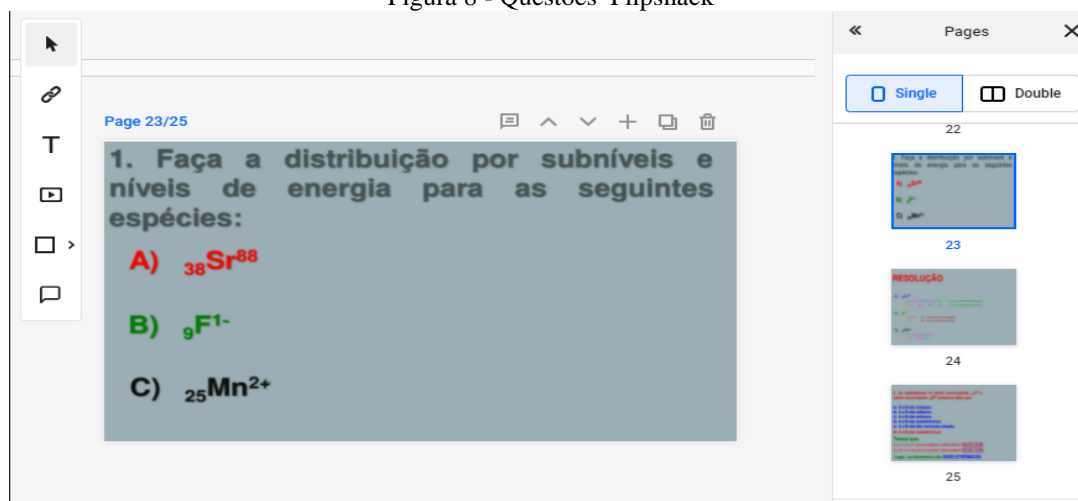 Figura 8 - Questões Flipsnack
Pages
Single
Double
Page 23/25
T
1. Faça a distribuição por subníveis e
níveis de energia para as seguintes
espécies:
A) ₃₈Sr⁸⁸
B) ₉F¹⁻
C) ₂₅Mn²⁺
22
23
RESOLUÇÃO
24
25